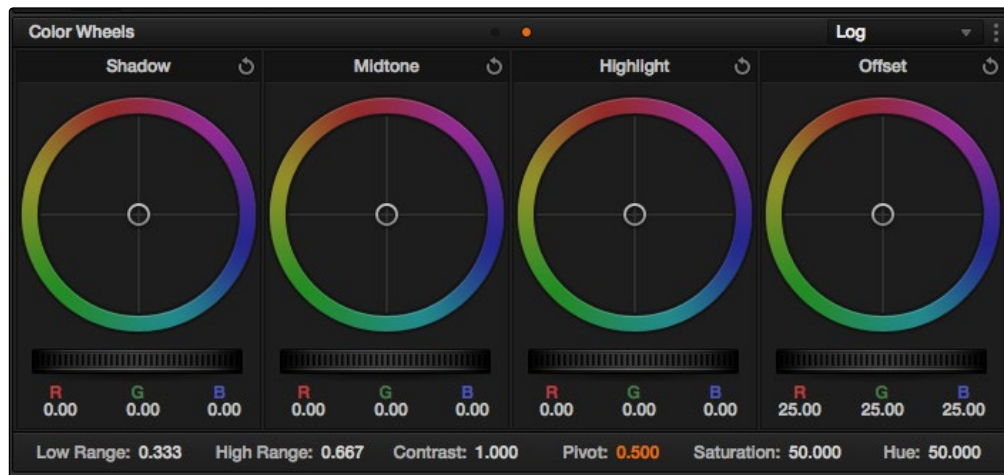 Color Wheels Log
Shadow Midtone Highlight Offset
R G B R G B R G B R G B
0.00 0.00 0.00 0.00 0.00 0.00 0.00 0.00 0.00 25.00 25.00 25.00
Low Range: 0.333 High Range: 0.667 Contrast: 1.000 Pivot: 0.500 Saturation: 50.000 Hue: 50.000